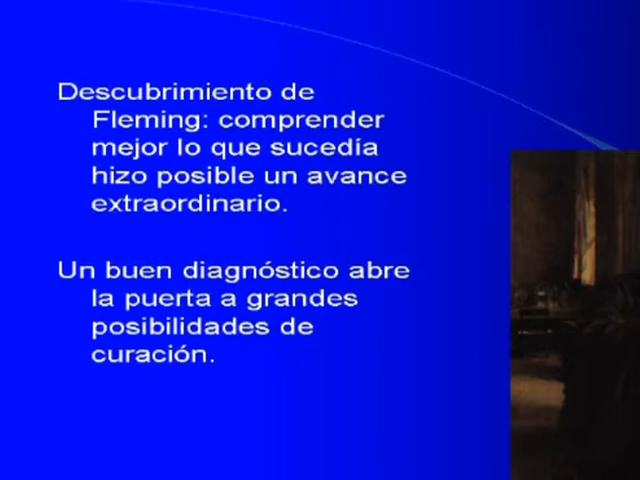 Descubrimiento de
Fleming: comprender
mejor lo que sucedía
hizo posible un avance
extraordinario.
Un buen diagnóstico abre
la puerta a grandes
posibilidades de
curación.